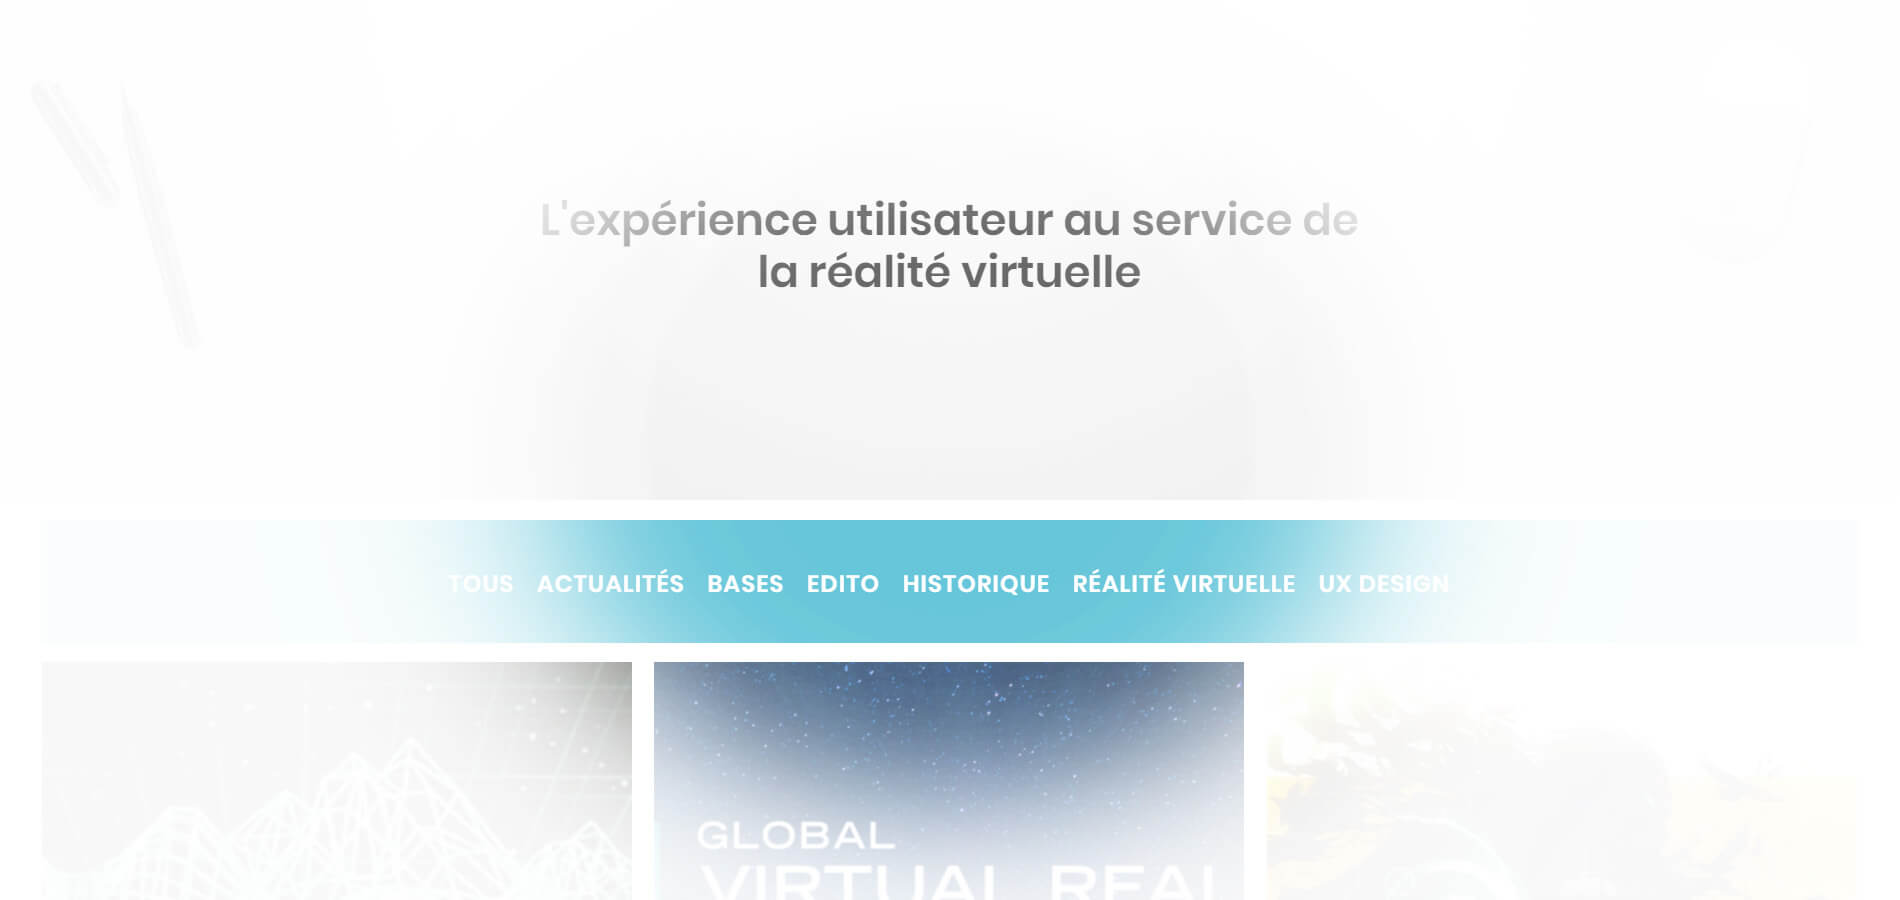 L'expérience utilisateur au service de
la réalité virtuelle
TOUS ACTUALITÉS BASES EDITO HISTORIQUE RÉALITÉ VIRTUELLE UX DESIGN
GLOBAL
VIRTUAL REAL